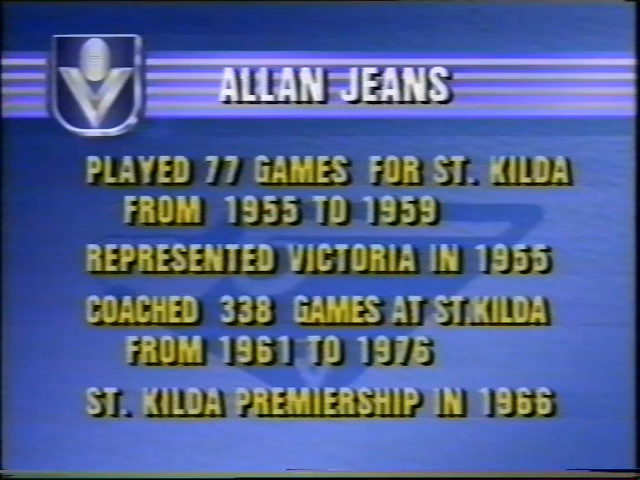 ALLAN JEANS
PLAYED 77 GAMES FOR ST. KILDA
FROM 1955 TO 1959
REPRESENTED VICTORIA IN 1955
COACHED 338 GAMES AT ST.KILDA
FROM 1961 TO 1976
ST. KILDA PREMIERSHIP IN 1966